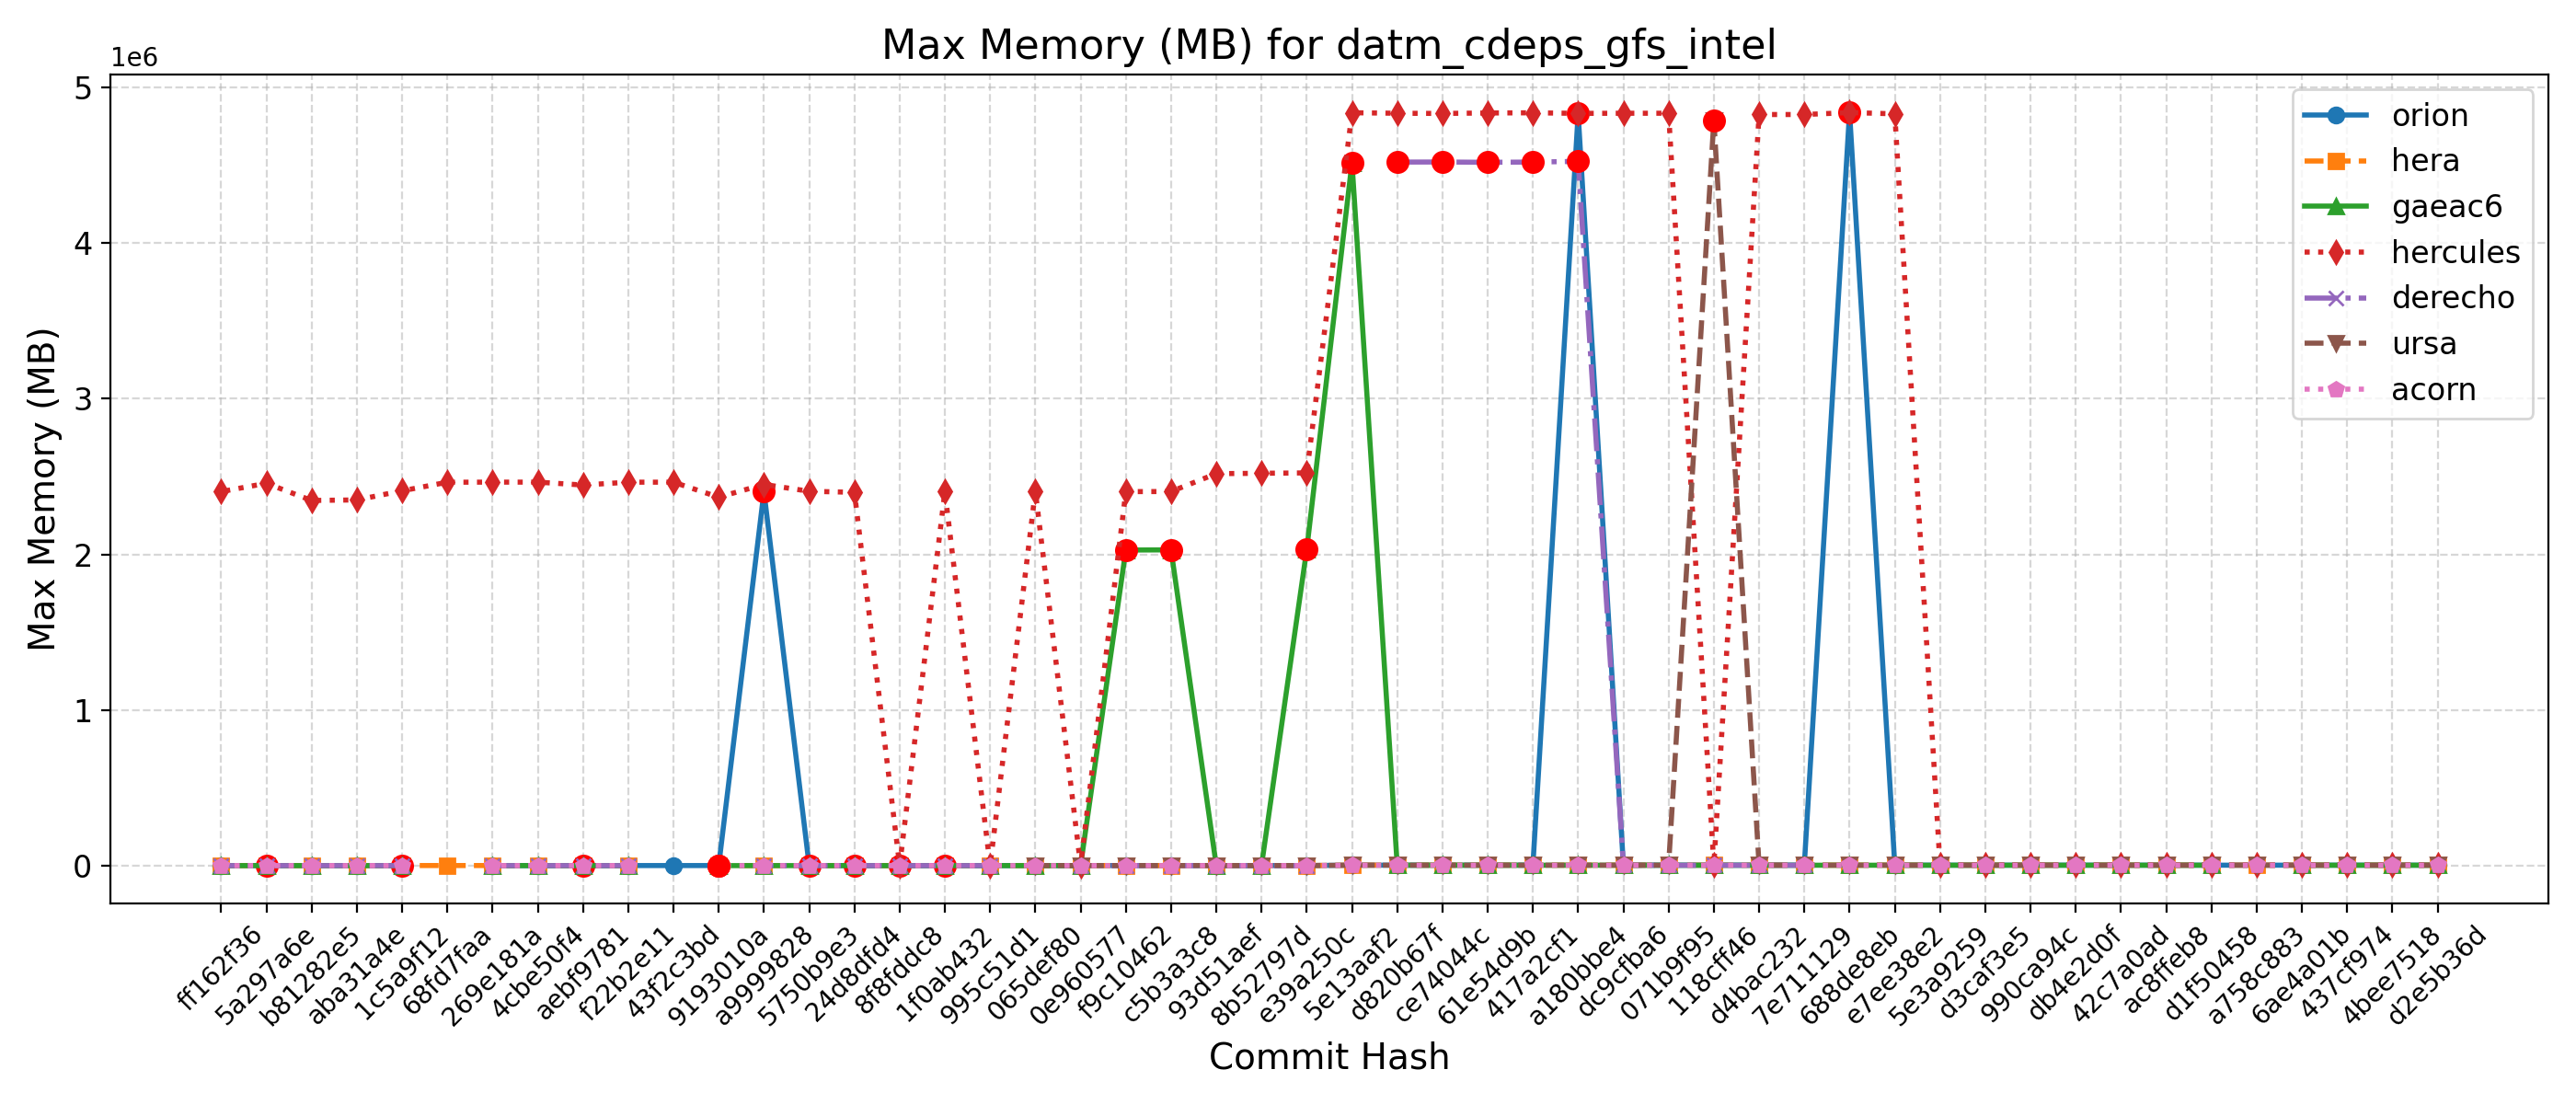 Max Memory (MB) for datm_cdeps_gfs_intel
1e6
5
4
3
2
1
0
Max Memory (MB)
orion
hera
gaeac6
hercules
derecho
ursa
acorn
ff162f36
5a297a6e
b81282e5
aba31a4e
1c5a9f12
68fd7faa
269e181a
4cbe50f4
aebf9781
f22b2e11
43f2c3bd
9193010a
a9999828
5750b9e3
24d8dfd4
8f8fddc8
1f0ab432
995c51d1
065def80
0e960577
f9c10462
c5b3a3c8
93d51aef
8b52797d
e39a250c
5e13aaf2
d820b67f
ce74044c
61e54d9b
417a2cf1
a180bbe4
dc9cfba6
071b9f95
118cff46
d4bac232
7e711129
688de8eb
e7ee38e2
5e3a9259
d3caf3e5
990ca94c
db4e2d0f
42c7a0ad
ac8ffeb8
d1f50458
a758c883
6ae4a01b
437cf974
4bee7518
d2e5b36d
Commit Hash